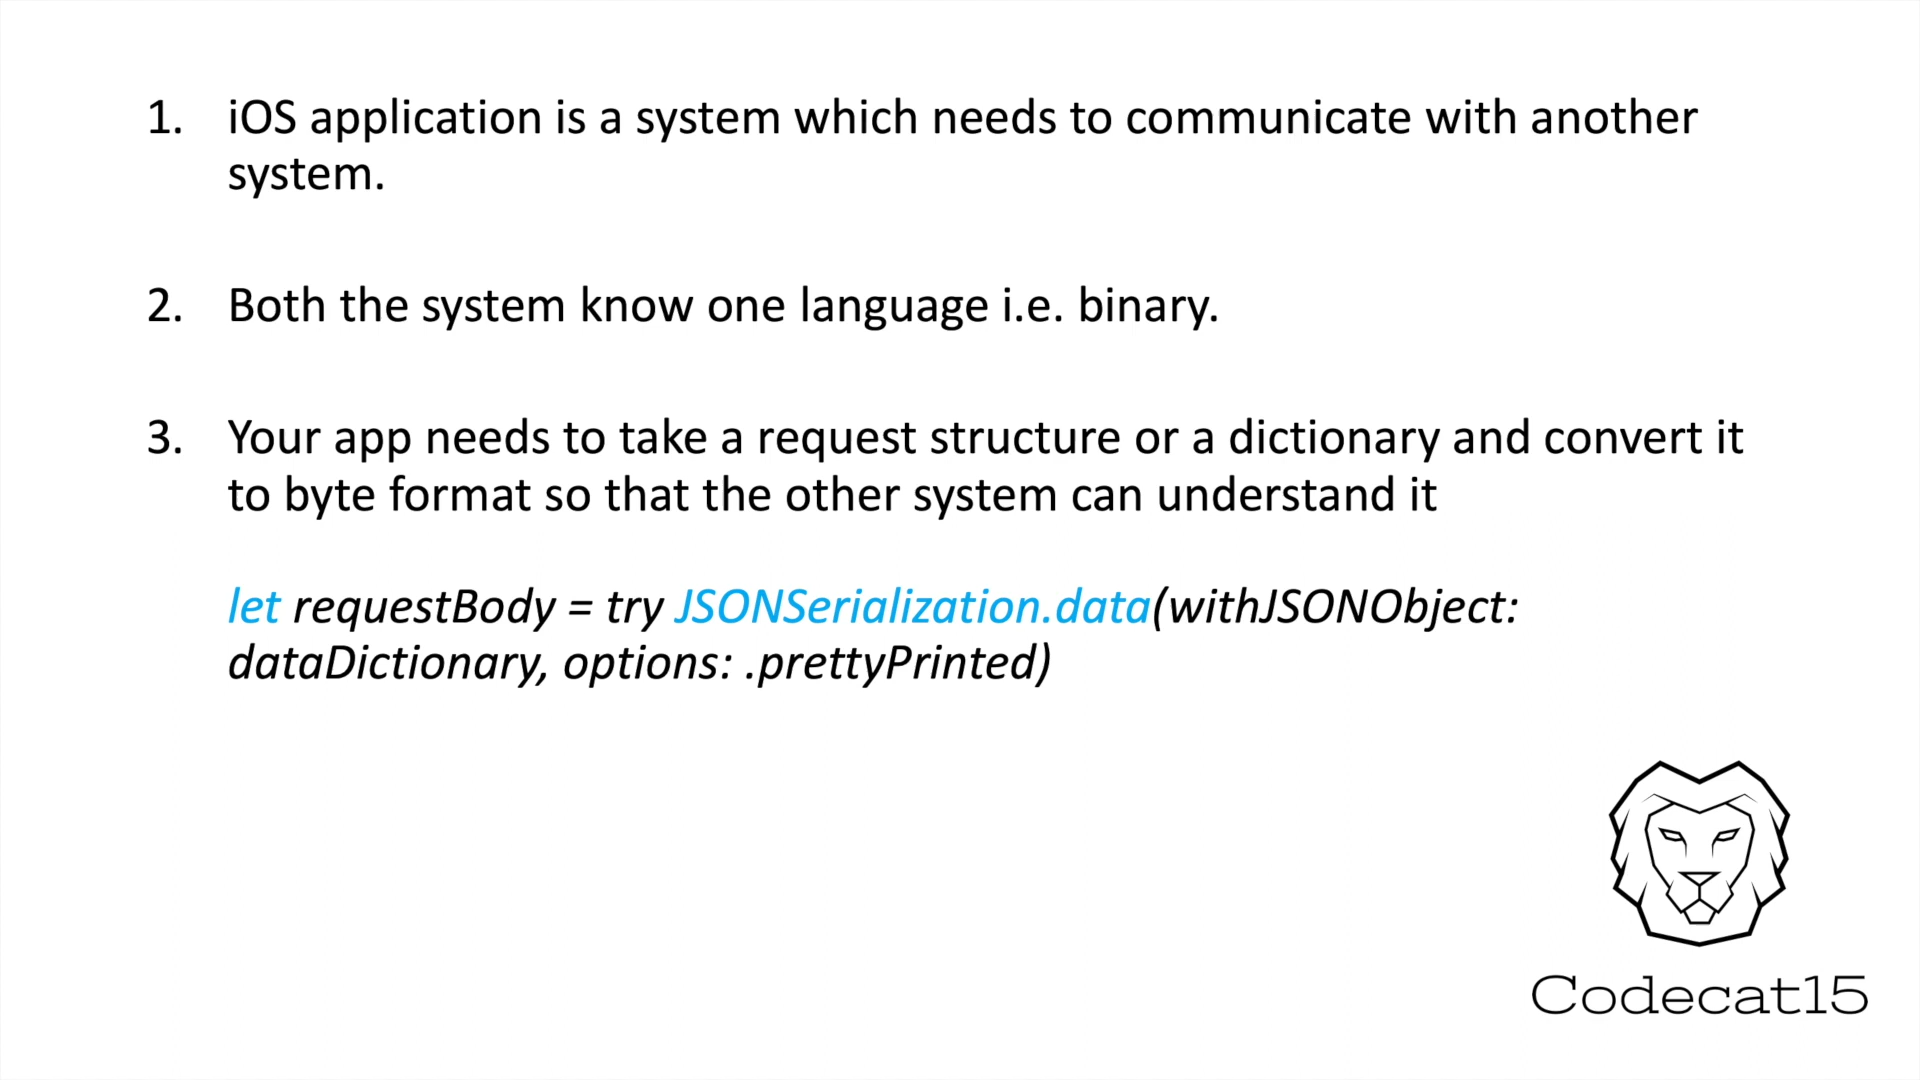 1. iOS application is a system which needs to communicate with another
system.
2. Both the system know one language i.e. binary.
3. Your app needs to take a request structure or a dictionary and convert it
to byte format so that the other system can understand it
let requestBody = try JSONSerialization.data(withJSONObject:
dataDictionary, options: .prettyPrinted)
Codecat15